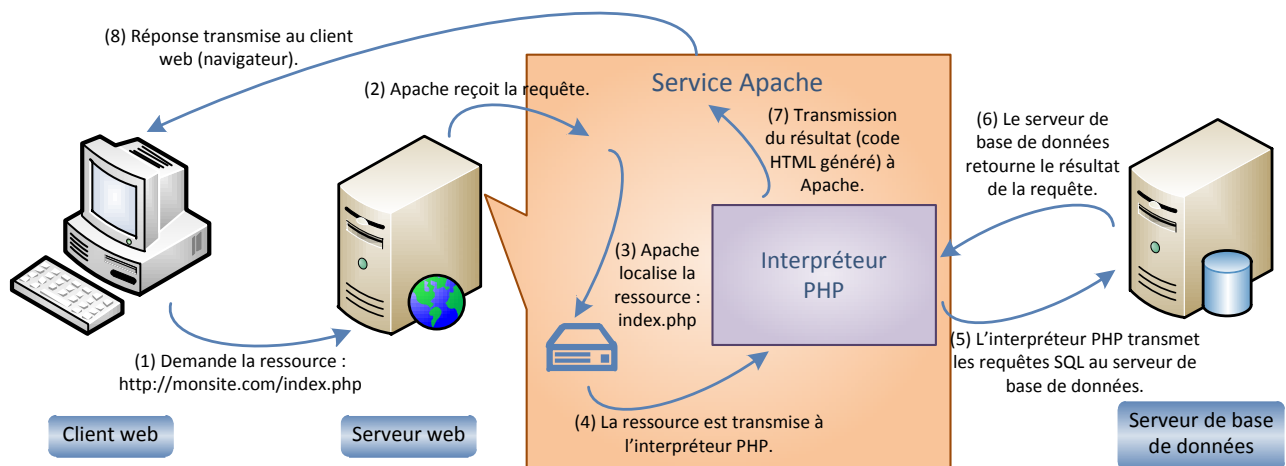 (8) Réponse transmise au client
web (navigateur).
(2) Apache reçoit la requête.
Service Apache
(7) Transmission
du résultat (code
HTML généré) à
Apache.
(6) Le serveur de
base de données
retourne le résultat
de la requête.
(3) Apache
localise la
ressource :
index.php
Interpréteur
PHP
(1) Demande la ressource :
http://monsite.com/index.php
(5) L’interpréteur PHP transmet
les requêtes SQL au serveur de
base de données.
(4) La ressource est transmise à
l’interpréteur PHP.
Client web
Serveur web
Serveur de base
de données